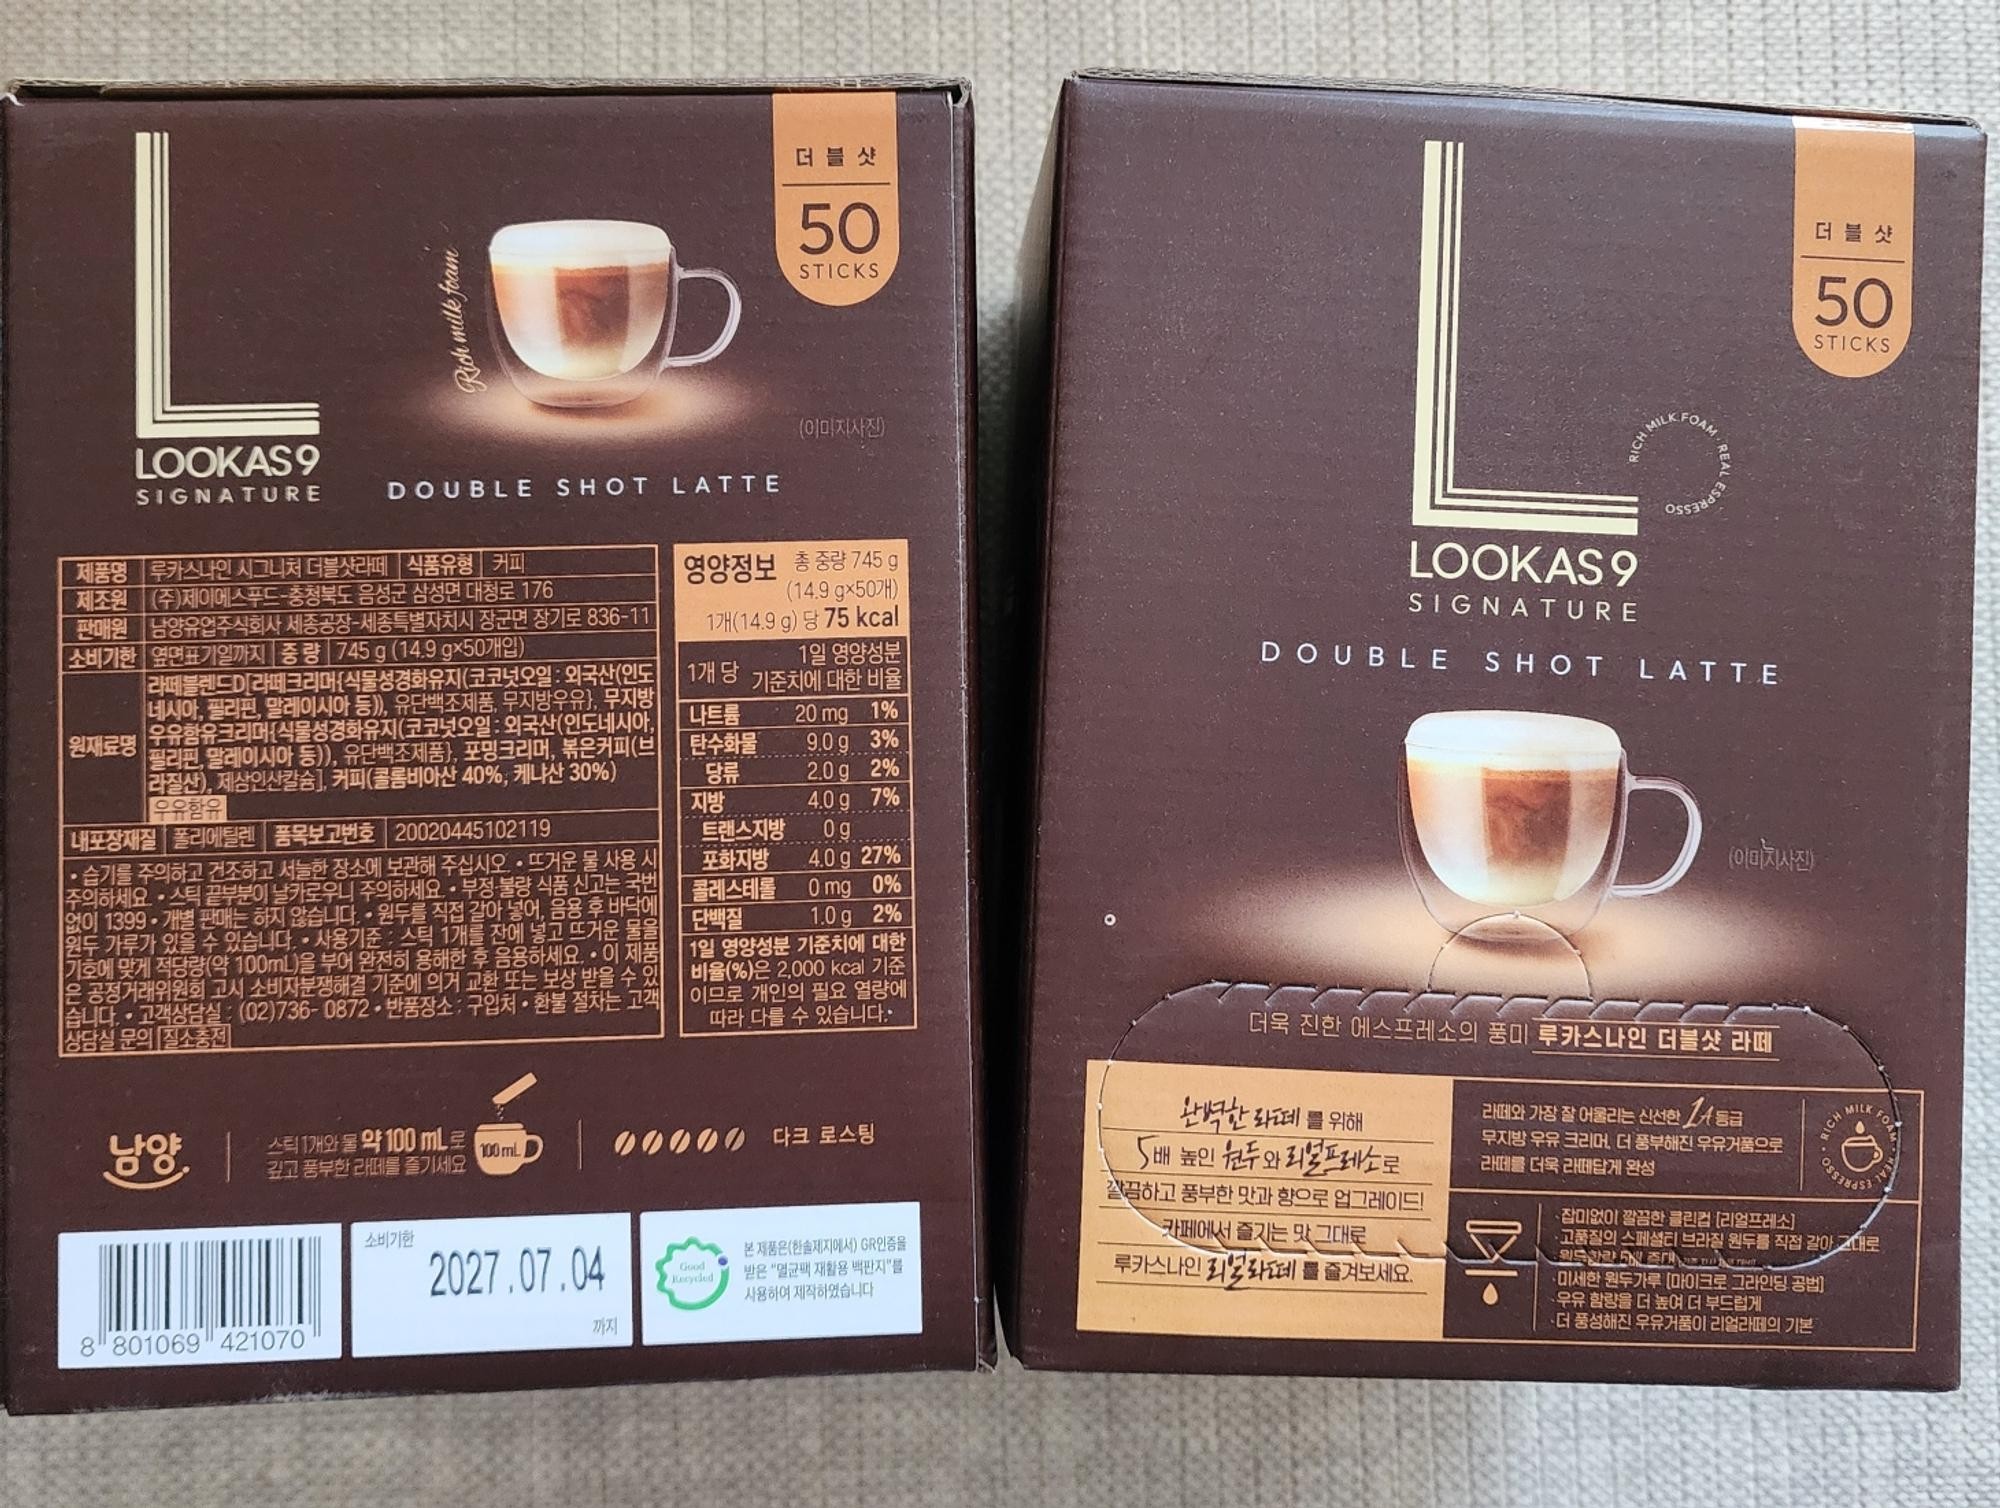 더블샷
50
STICKS
Rich milk foam
(이미지사진)
LOOKAS9
SIGNATURE
DOUBLE SHOT LATTE
제품명 루카스나인 시그니처 더블샷라떼 식품유형 커피
제조원 (주)제이에스푸드-충청북도 음성군 삼성면 대청로 176
판매원 남양유업주식회사 세종공장-세종특별자치시 장군면 장기로 836-11
소비기한 옆면표기일까지 중량 745 g (14.9 g×50개입)
원재료명
라떼블렌드D[라떼크리머{식물성경화유지(코코넛오일 : 외국산(인도
네시아, 필리핀, 말레이시아 등)), 유단백조제품, 무지방우유}, 무지방
우유함유크리머{식물성경화유지(코코넛오일 : 외국산(인도네시아,
필리핀, 말레이시아 등)), 유단백조제품}, 포밍크리머, 볶은커피(브
라질산), 제삼인산칼슘], 커피(콜롬비아산 40%, 케냐산 30%)
우유함유
내포장재질 폴리에틸렌 품목보고번호 20020445102119
• 습기를 주의하고 건조하고 서늘한 장소에 보관해 주십시오. • 뜨거운 물 사용 시
주의하세요. • 스틱 끝부분이 날카로우니 주의하세요 • 부정·불량 식품 신고는 국번
없이 1399 • 개별 판매는 하지 않습니다. • 원두를 직접 갈아 넣어, 음용 후 바닥에
원두 가루가 있을 수 있습니다. • 사용기준 : 스틱 1개를 잔에 넣고 뜨거운 물을
기호에 맞게 적당량(약 100mL)을 부어 완전히 용해한 후 음용하세요. • 이 제품
은 공정거래위원회 고시 소비자분쟁해결 기준에 의거 교환 또는 보상 받을 수 있
습니다. • 고객상담실 : (02)736- 0872 • 반품장소 : 구입처 • 환불 절차는 고객
상담실 문의 질소충전
영양정보 총 중량 745 g
(14.9 g×50개)
1개(14.9 g) 당 75 kcal
1개 당 1일 영양성분
기준치에 대한 비율
나트륨 20 mg 1%
탄수화물 9.0 g 3%
당류 2.0 g 2%
지방 4.0 g 7%
트랜스지방 0 g
포화지방 4.0 g 27%
콜레스테롤 0 mg 0%
단백질 1.0 g 2%
1일 영양성분 기준치에 대한
비율(%)은 2,000 kcal 기준
이므로 개인의 필요 열량에
따라 다를 수 있습니다.
남양
스틱 1개와 물 약 100 mL로
깊고 풍부한 라떼를 즐기세요
100 mL
다크 로스팅
8 801069 421070
소비기한
2027.07.04
까지
Good
Recycled
본 제품은(한솔제지에서) GR인증을
받은 "멸균팩 재활용 백판지"를
사용하여 제작하였습니다
더블샷
50
STICKS
RICH MILK FOAM · REAL ESPRESSO
LOOKAS9
SIGNATURE
DOUBLE SHOT LATTE
(이미지사진)
더욱 진한 에스프레소의 풍미 루카스나인 더블샷 라떼
완벽한 라떼를 위해
5배 높인 원두와 리얼프레소로
깔끔하고 풍부한 맛과 향으로 업그레이드!
카페에서 즐기는 맛 그대로
루카스나인 리얼라떼를 즐겨보세요.
라떼와 가장 잘 어울리는 신선한 1A등급
무지방 우유 크리머, 더 풍부해진 우유거품으로
라떼를 더욱 라떼답게 완성
RICH MILK FOAM · REAL ESPRESSO
· 잡미없이 깔끔한 클린컵 [리얼프레소]
· 고품질의 스페셜티 브라질 원두를 직접 갈아 그대로
원두함량 5배 증대
· 미세한 원두가루 [마이크로 그라인딩 공법]
· 우유 함량을 더 높여 더 부드럽게
· 더 풍성해진 우유거품이 리얼라떼의 기본